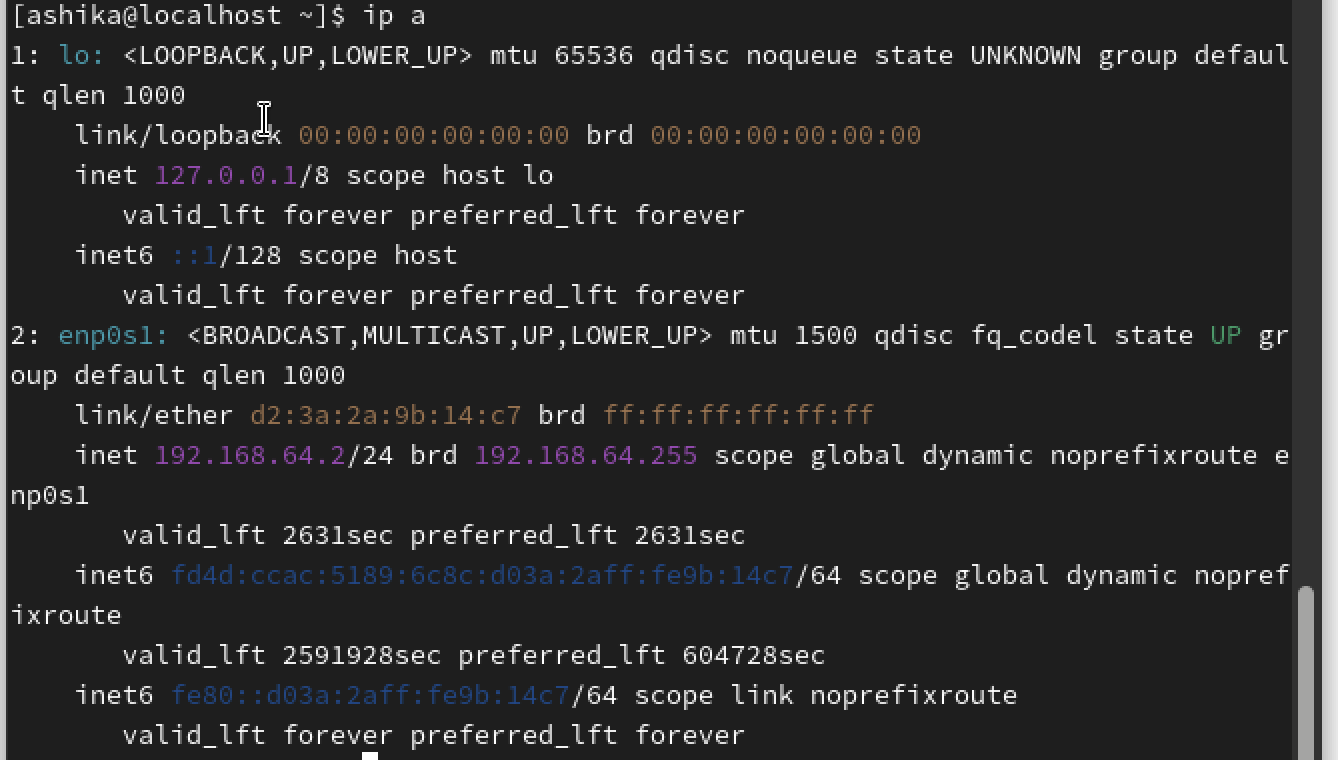 [ashika@localhost ~]$ ip a
1: lo: <LOOPBACK,UP,LOWER_UP> mtu 65536 qdisc noqueue state UNKNOWN group defaul
t qlen 1000
    link/loopback 00:00:00:00:00:00 brd 00:00:00:00:00:00
    inet 127.0.0.1/8 scope host lo
       valid_lft forever preferred_lft forever
    inet6 ::1/128 scope host
       valid_lft forever preferred_lft forever
2: enp0s1: <BROADCAST,MULTICAST,UP,LOWER_UP> mtu 1500 qdisc fq_codel state UP gr
oup default qlen 1000
    link/ether d2:3a:2a:9b:14:c7 brd ff:ff:ff:ff:ff:ff
    inet 192.168.64.2/24 brd 192.168.64.255 scope global dynamic noprefixroute e
np0s1
       valid_lft 2631sec preferred_lft 2631sec
    inet6 fd4d:ccac:5189:6c8c:d03a:2aff:fe9b:14c7/64 scope global dynamic nopref
ixroute
       valid_lft 2591928sec preferred_lft 604728sec
    inet6 fe80::d03a:2aff:fe9b:14c7/64 scope link noprefixroute
       valid_lft forever preferred_lft forever